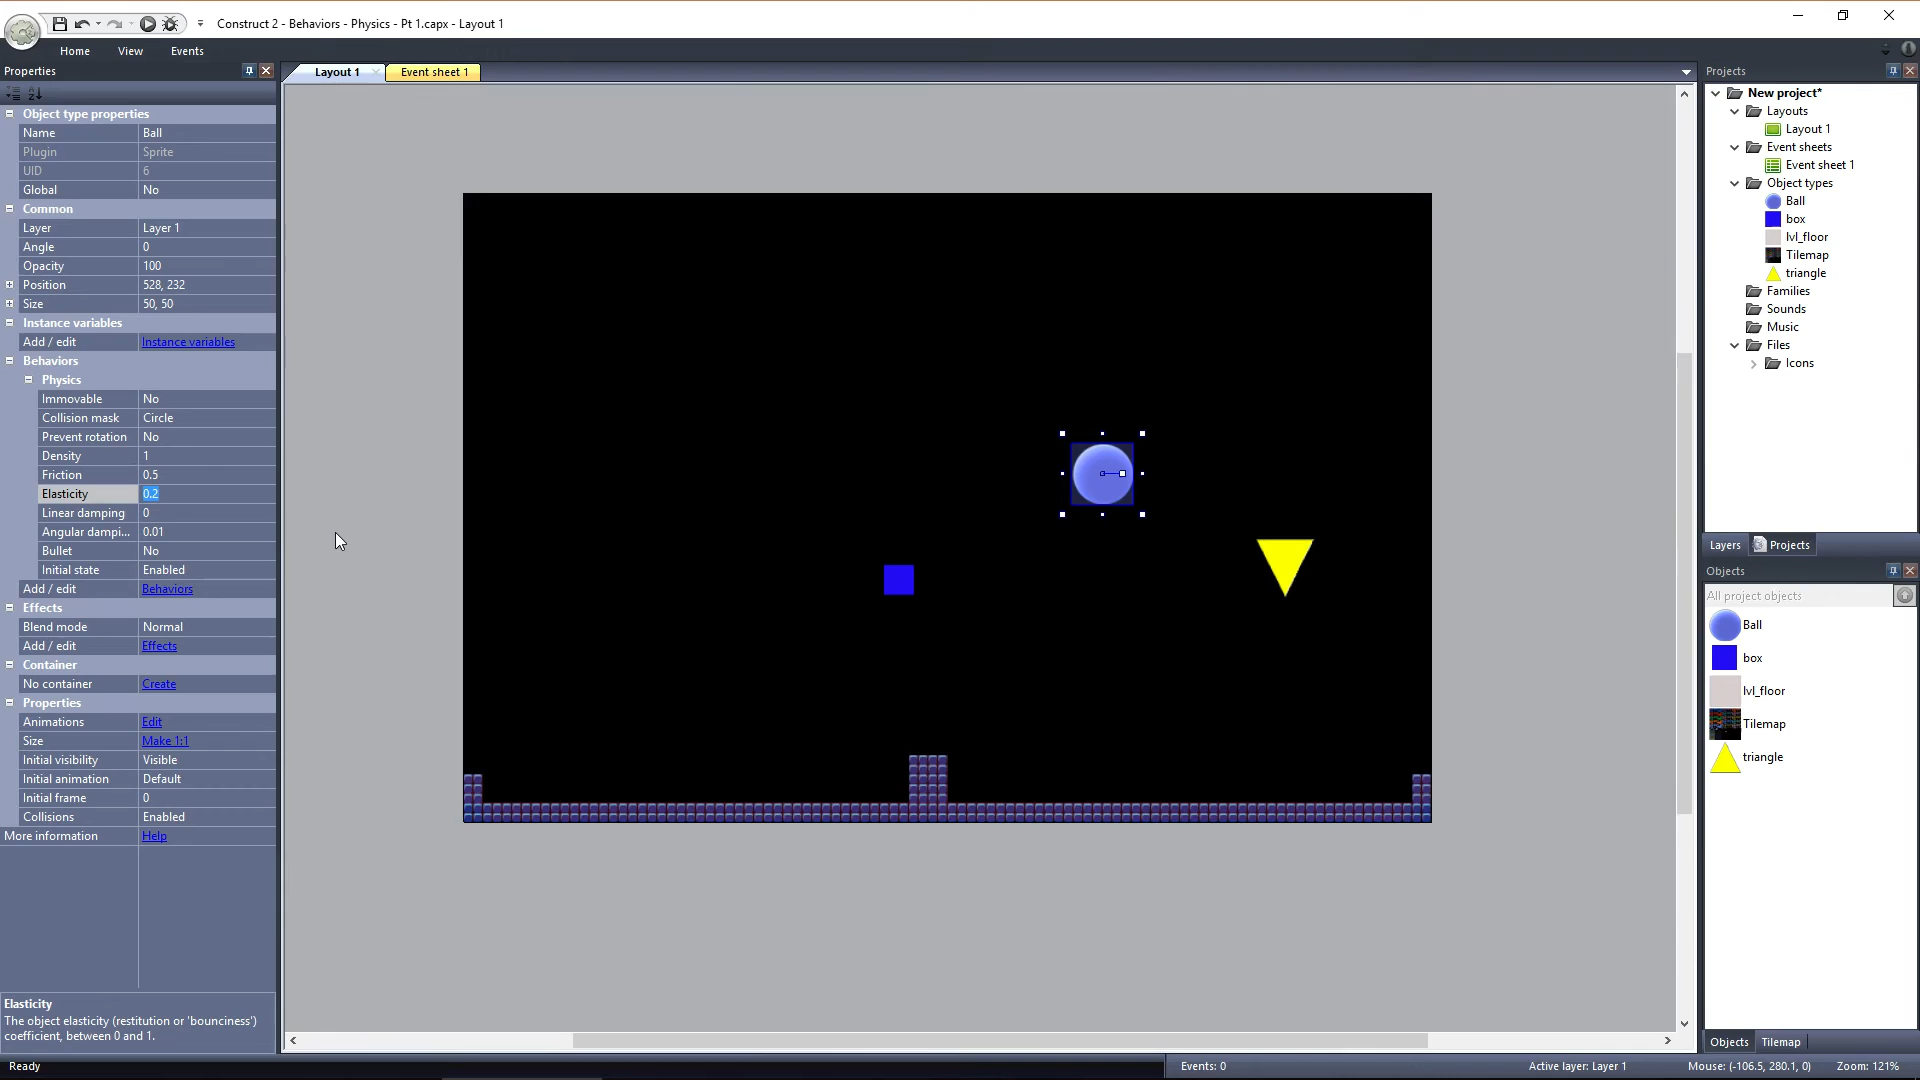 Construct 2 - Behaviors - Physics - Pt 1.capx - Layout 1
Home View Events
Properties
Layout 1
Event sheet 1
Projects
Object type properties
Name Ball
Plugin Sprite
UID 6
Global No
Common
Layer Layer 1
Angle 0
Opacity 100
Position 528, 232
Size 50, 50
Instance variables
Add / edit Instance variables
Behaviors
Physics
Immovable No
Collision mask Circle
Prevent rotation No
Density 1
Friction 0.5
Elasticity 0.2
Linear damping 0
Angular dampi... 0.01
Bullet No
Initial state Enabled
Add / edit Behaviors
Effects
Blend mode Normal
Add / edit Effects
Container
No container Create
Properties
Animations Edit
Size Make 1:1
Initial visibility Visible
Initial animation Default
Initial frame 0
Collisions Enabled
More information Help
Elasticity
The object elasticity (restitution or 'bounciness')
coefficient, between 0 and 1.
New project*
Layouts
Layout 1
Event sheets
Event sheet 1
Object types
Ball
box
lvl_floor
Tilemap
triangle
Families
Sounds
Music
Files
Icons
Layers Projects
Objects
All project objects
Ball
box
lvl_floor
Tilemap
triangle
Objects Tilemap
Ready
Events: 0
Active layer: Layer 1
Mouse: (-106.5, 280.1, 0)
Zoom: 121%